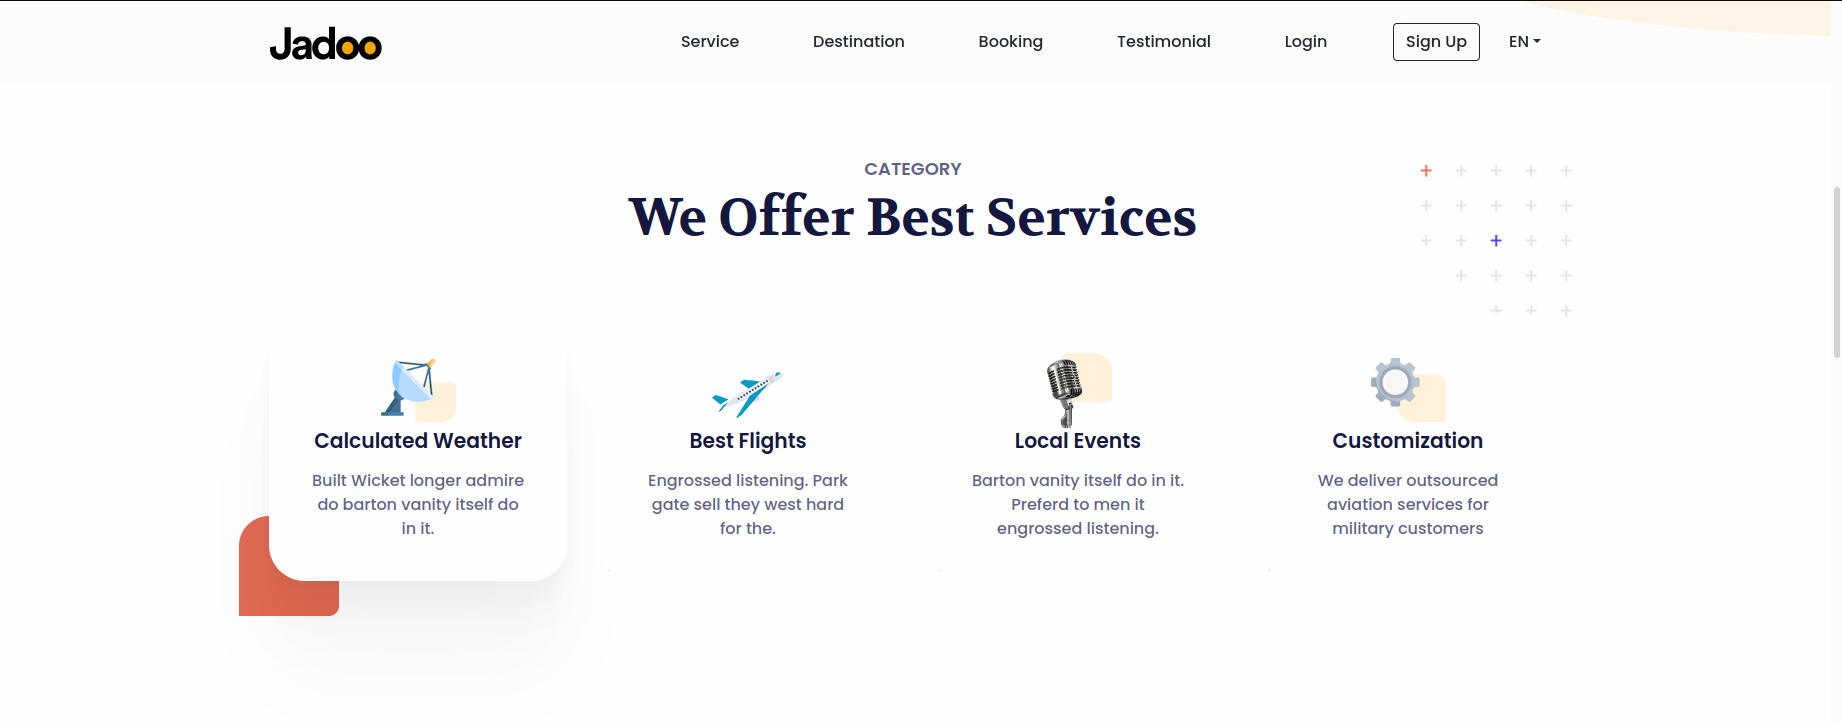 Jadoo
Service
Destination
Booking
Testimonial
Login
Sign Up
EN
CATEGORY
We Offer Best Services
Calculated Weather
Built Wicket longer admire
do barton vanity itself do
in it.
Best Flights
Engrossed listening. Park
gate sell they west hard
for the.
Local Events
Barton vanity itself do in it.
Preferd to men it
engrossed listening.
Customization
We deliver outsourced
aviation services for
military customers